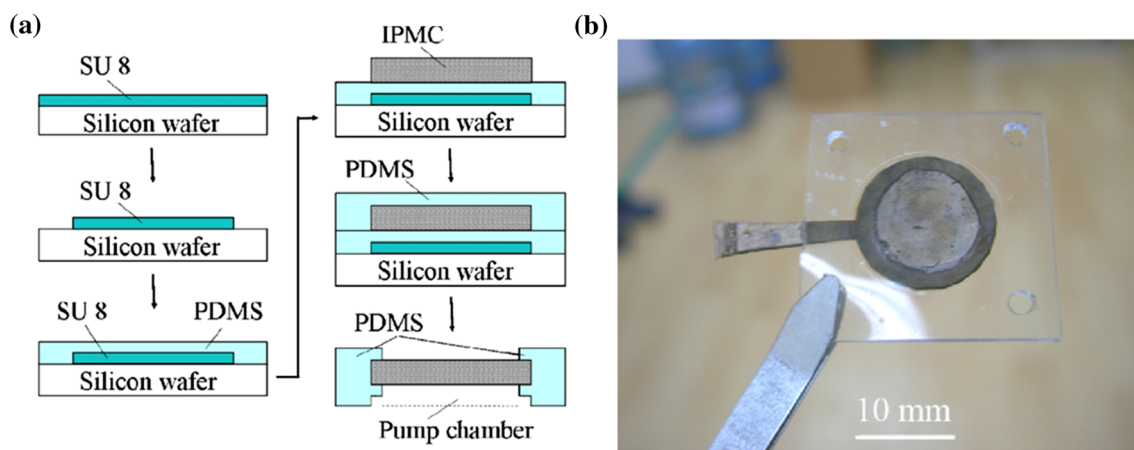 (a)
SU 8
Silicon wafer
SU 8
Silicon wafer
SU 8
PDMS
Silicon wafer
IPMC
Silicon wafer
PDMS
Silicon wafer
PDMS
Pump chamber
(b)
10 mm